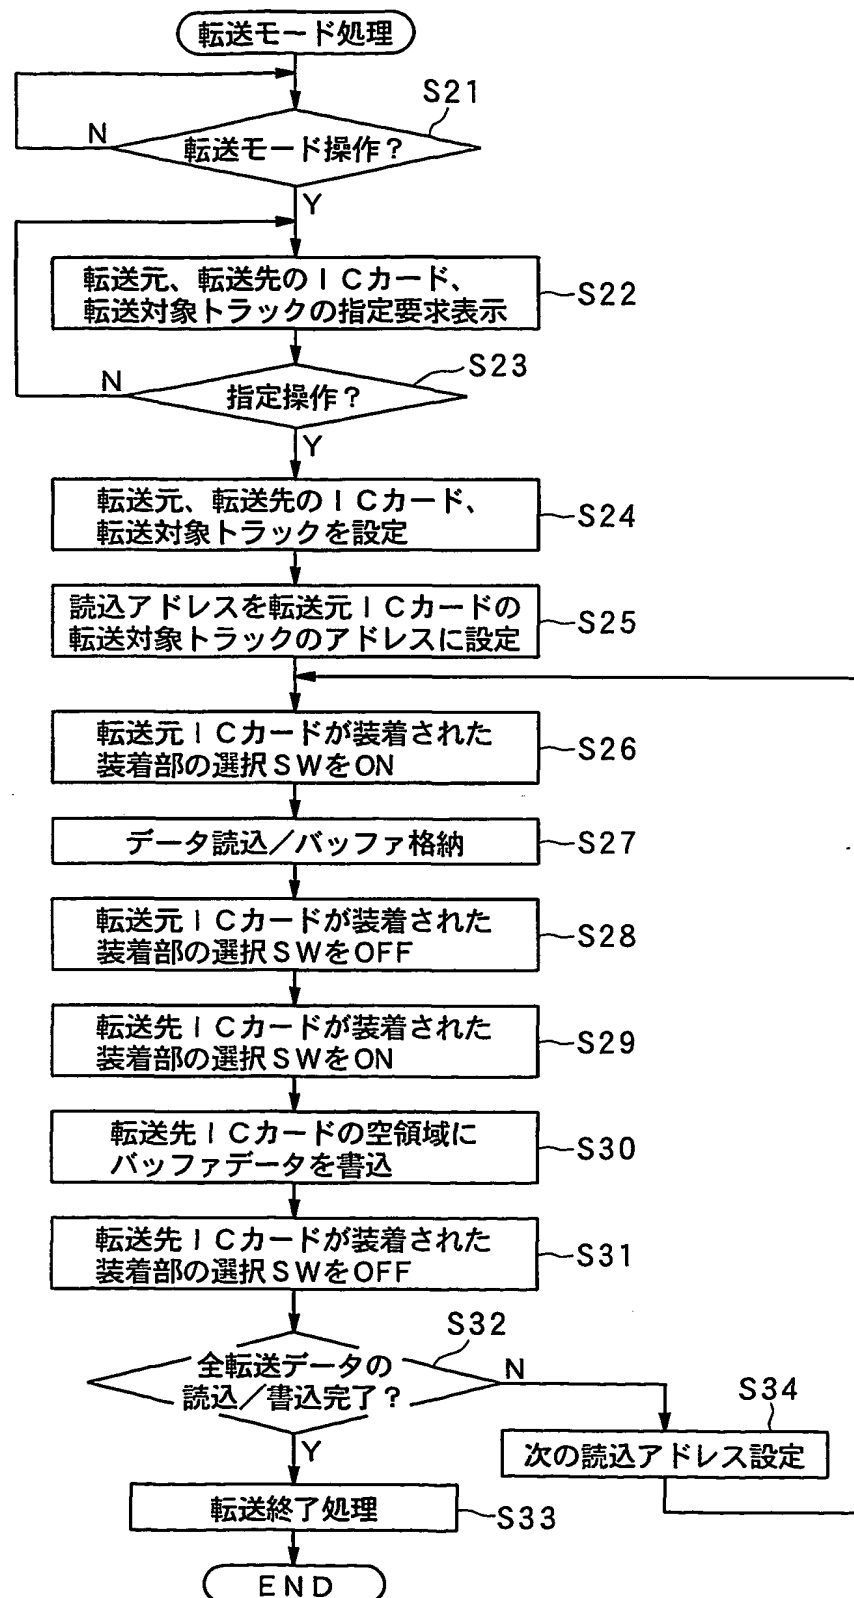 転送モード処理
S21
N
転送モード操作?
Y
転送元、転送先のICカード、
転送対象トラックの指定要求表示
S22
S23
N
指定操作?
Y
転送元、転送先のICカード、
転送対象トラックを設定
S24
読込アドレスを転送元ICカードの
転送対象トラックのアドレスに設定
S25
転送元ICカードが装着された
装着部の選択SWをON
S26
データ読込/バッファ格納
S27
転送元ICカードが装着された
装着部の選択SWをOFF
S28
転送先ICカードが装着された
装着部の選択SWをON
S29
転送先ICカードの空領域に
バッファデータを書込
S30
転送先ICカードが装着された
装着部の選択SWをOFF
S31
S32
全転送データの
読込/書込完了?
N
Y
S34
次の読込アドレス設定
転送終了処理
S33
END